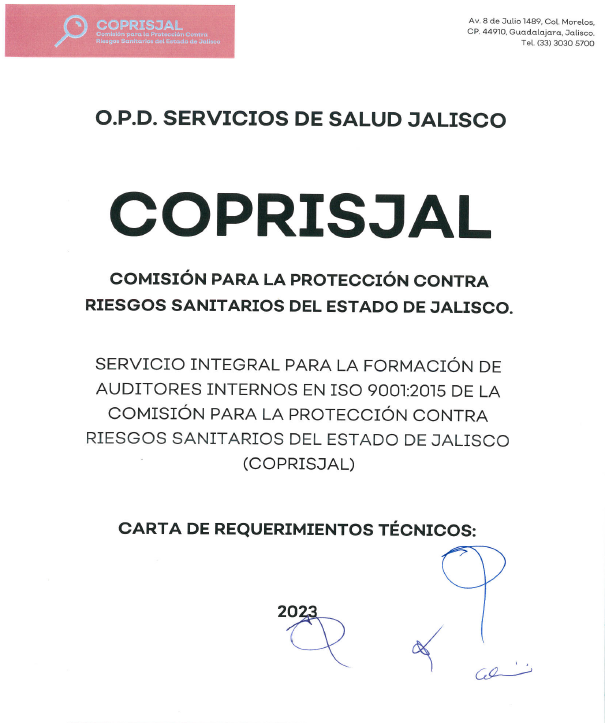 COPRISJAL
Comisión para la Protección Contra
Riesgos Sanitarios del Estado de Jalisco
Av. 8 de Julio 1489, Col. Morelos,
CP. 44910, Guadalajara, Jalisco.
Tel. (33) 3030 5700
O.P.D. SERVICIOS DE SALUD JALISCO
COPRISJAL
COMISIÓN PARA LA PROTECCIÓN CONTRA
RIESGOS SANITARIOS DEL ESTADO DE JALISCO.
SERVICIO INTEGRAL PARA LA FORMACIÓN DE
AUDITORES INTERNOS EN ISO 9001:2015 DE LA
COMISIÓN PARA LA PROTECCIÓN CONTRA
RIESGOS SANITARIOS DEL ESTADO DE JALISCO
(COPRISJAL)
CARTA DE REQUERIMIENTOS TÉCNICOS:
2023